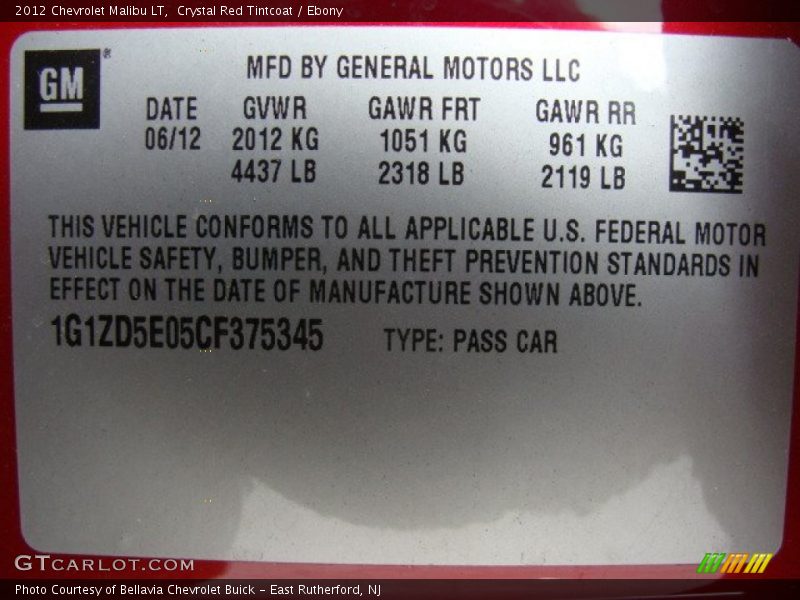 2012 Chevrolet Malibu LT,  Crystal Red Tintcoat / Ebony
GM ®
MFD BY GENERAL MOTORS LLC
DATE GVWR GAWR FRT GAWR RR
06/12 2012 KG 1051 KG 961 KG
4437 LB 2318 LB 2119 LB
THIS VEHICLE CONFORMS TO ALL APPLICABLE U.S. FEDERAL MOTOR
VEHICLE SAFETY, BUMPER, AND THEFT PREVENTION STANDARDS IN
EFFECT ON THE DATE OF MANUFACTURE SHOWN ABOVE.
1G1ZD5E05CF375345 TYPE: PASS CAR
GTCARLOT.COM
Photo Courtesy of Bellavia Chevrolet Buick – East Rutherford, NJ